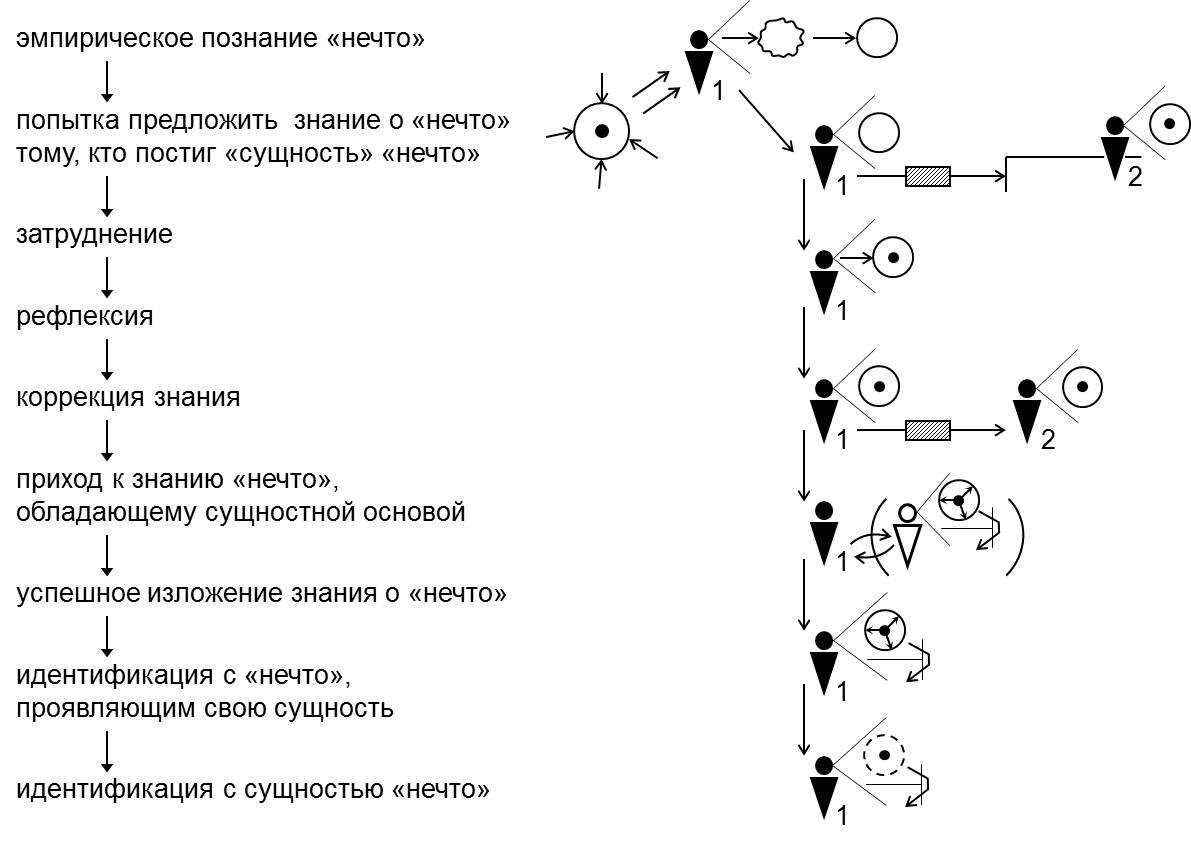 эмпирическое познание «нечто»
попытка предложить знание о «нечто»
тому, кто постиг «сущность» «нечто»
затруднение
рефлексия
коррекция знания
приход к знанию «нечто»,
обладающему сущностной основой
успешное изложение знания о «нечто»
идентификация с «нечто»,
проявляющим свою сущность
идентификация с сущностью «нечто»
1
1
2
1
1
2
1
1
1